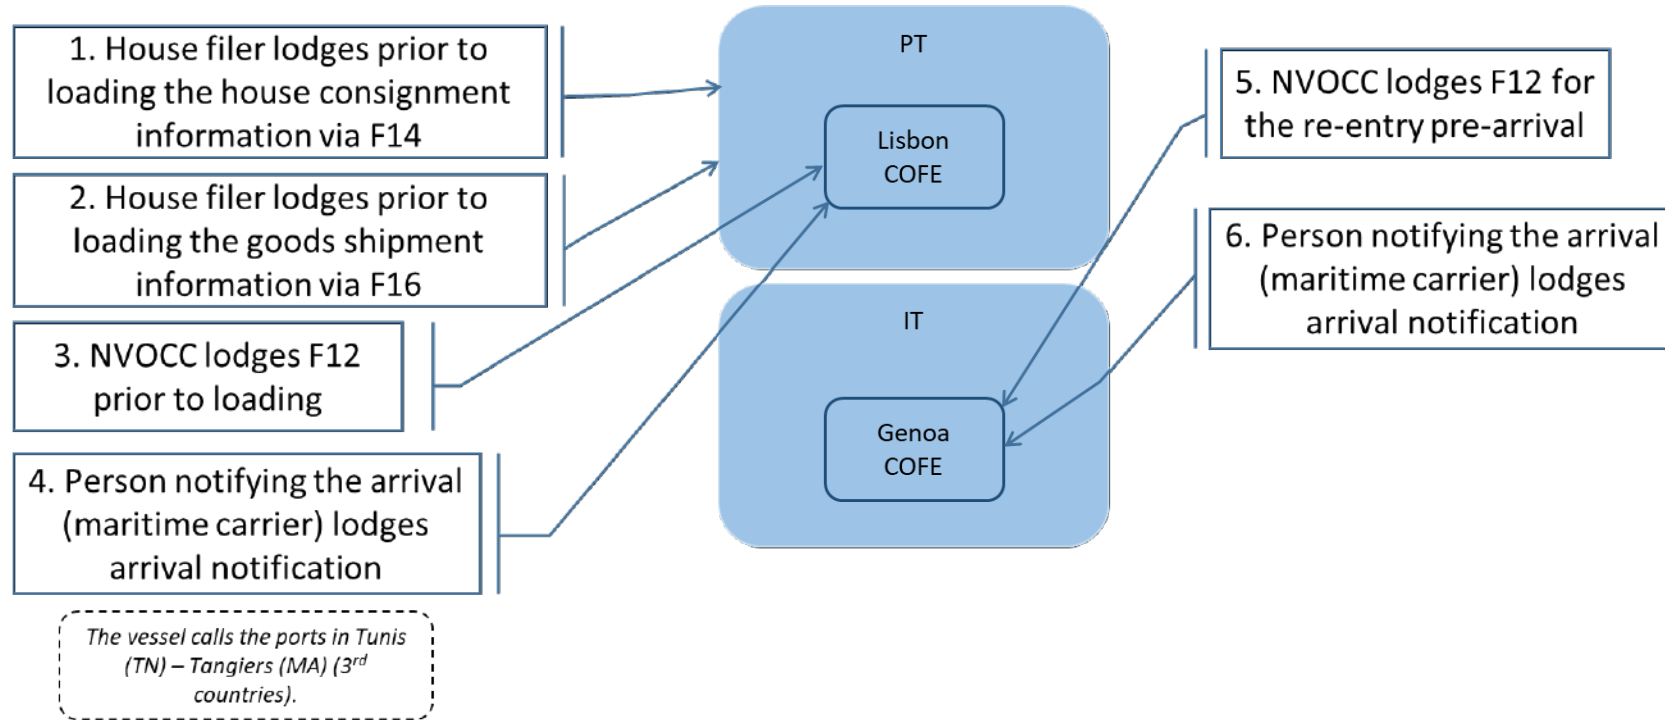 1. House filer lodges prior to
loading the house consignment
information via F14
2. House filer lodges prior to
loading the goods shipment
information via F16
3. NVOCC lodges F12
prior to loading
4. Person notifying the arrival
(maritime carrier) lodges
arrival notification
The vessel calls the ports in Tunis
(TN) – Tangiers (MA) (3rd
countries).
PT
Lisbon
COFE
IT
Genoa
COFE
5. NVOCC lodges F12 for
the re-entry pre-arrival
6. Person notifying the arrival
(maritime carrier) lodges
arrival notification